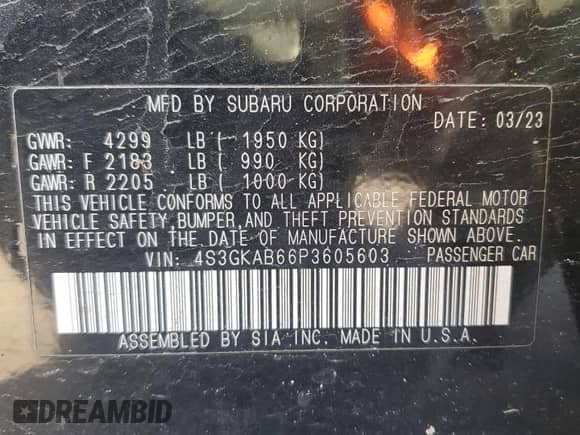 MFD BY SUBARU CORPORATION
DATE: 03/23
GVWR: 4299 LB ( 1950 KG)
GAWR: F 2183 LB ( 990 KG)
GAWR: R 2205 LB ( 1000 KG)
THIS VEHICLE CONFORMS TO ALL APPLICABLE FEDERAL MOTOR
VEHICLE SAFETY, BUMPER, AND THEFT PREVENTION STANDARDS
IN EFFECT ON THE DATE OF MANUFACTURE SHOWN ABOVE.
VIN: 4S3GKAB66P3605603 PASSENGER CAR
ASSEMBLED BY SIA INC. MADE IN U.S.A.
DREAMBID